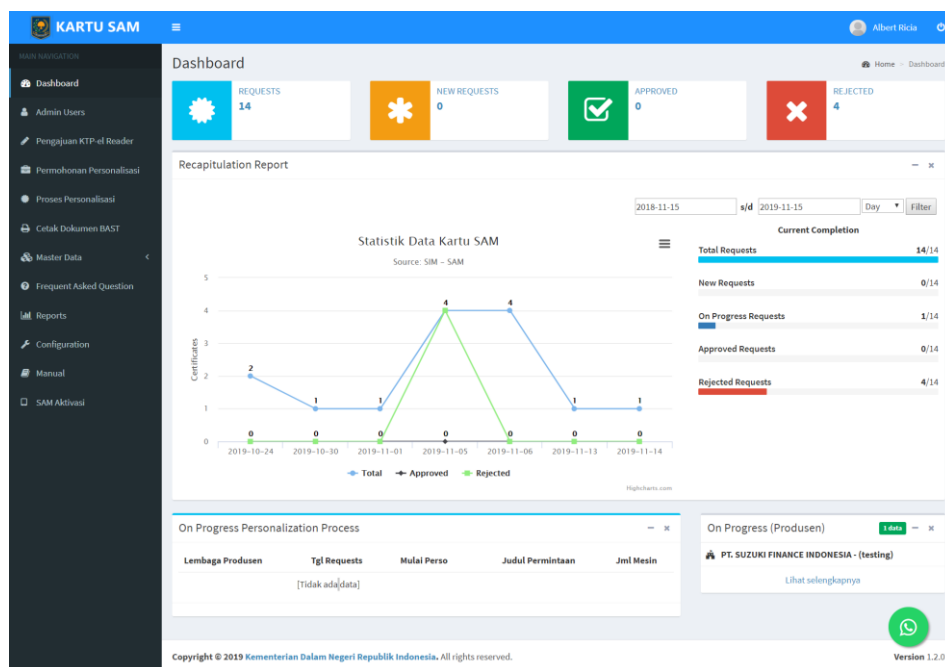 KARTU SAM
Albert Ricia
MAIN NAVIGATION
Dashboard
Admin Users
Pengajuan KTP-el Reader
Permohonan Personalisasi
Proses Personalisasi
Cetak Dokumen BAST
Master Data
Frequent Asked Question
Reports
Configuration
Manual
SAM Aktivasi
Dashboard
Home > Dashboard
REQUESTS
14
NEW REQUESTS
0
APPROVED
0
REJECTED
4
Recapitulation Report
2018-11-15 s/d 2019-11-15 Day Filter
Statistik Data Kartu SAM
Source: SIM - SAM
Certificates
5
4
3
2
1
0
2 1 1 4 4 1 1
0 0 0 0 0 0
2019-10-24 2019-10-30 2019-11-01 2019-11-05 2019-11-06 2019-11-13 2019-11-14
Total Approved Rejected
Highcharts.com
Current Completion
Total Requests 14/14
New Requests 0/14
On Progress Requests 1/14
Approved Requests 0/14
Rejected Requests 4/14
On Progress Personalization Process
Lembaga Produsen Tgl Requests Mulai Perso Judul Permintaan Jml Mesin
[Tidak ada data]
On Progress (Produsen) 1 data
PT. SUZUKI FINANCE INDONESIA - (testing)
Lihat selengkapnya
Copyright © 2019 Kementerian Dalam Negeri Republik Indonesia. All rights reserved.
Version 1.2.0